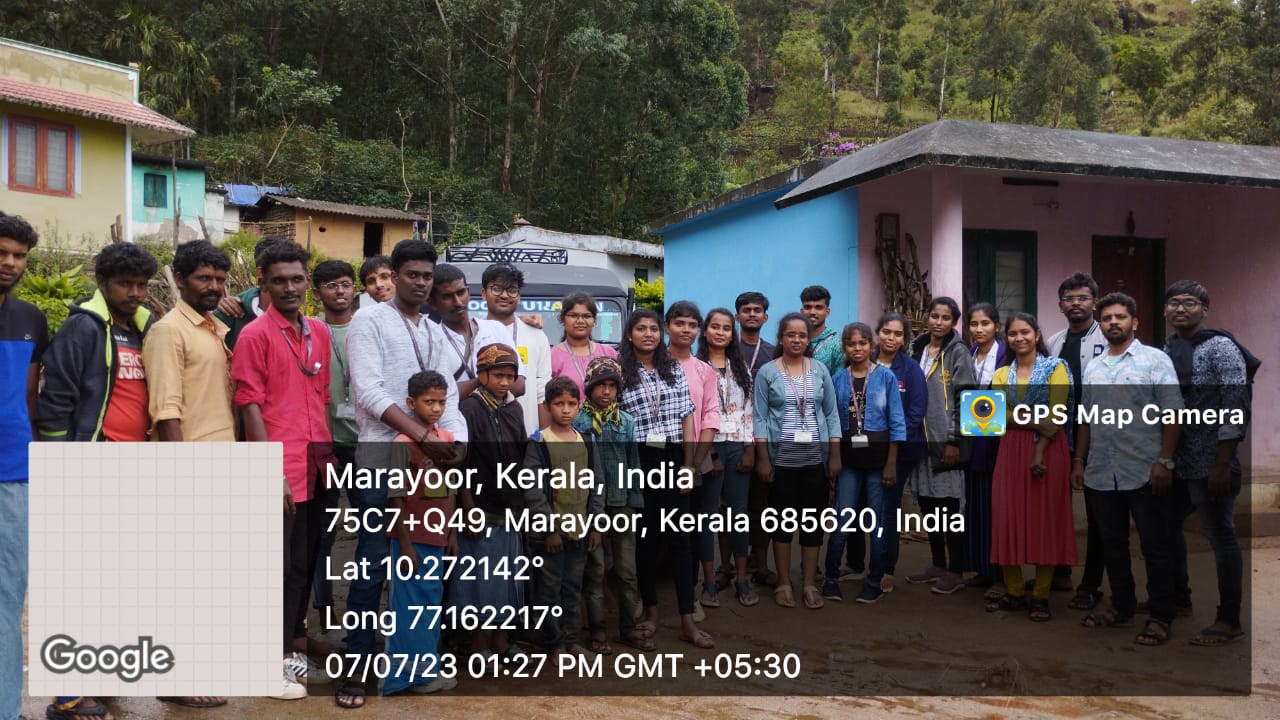 GPS Map Camera
Marayoor, Kerala, India
75C7+Q49, Marayoor, Kerala 685620, India
Lat 10.272142°
Long 77.162217°
07/07/23 01:27 PM GMT +05:30
Google